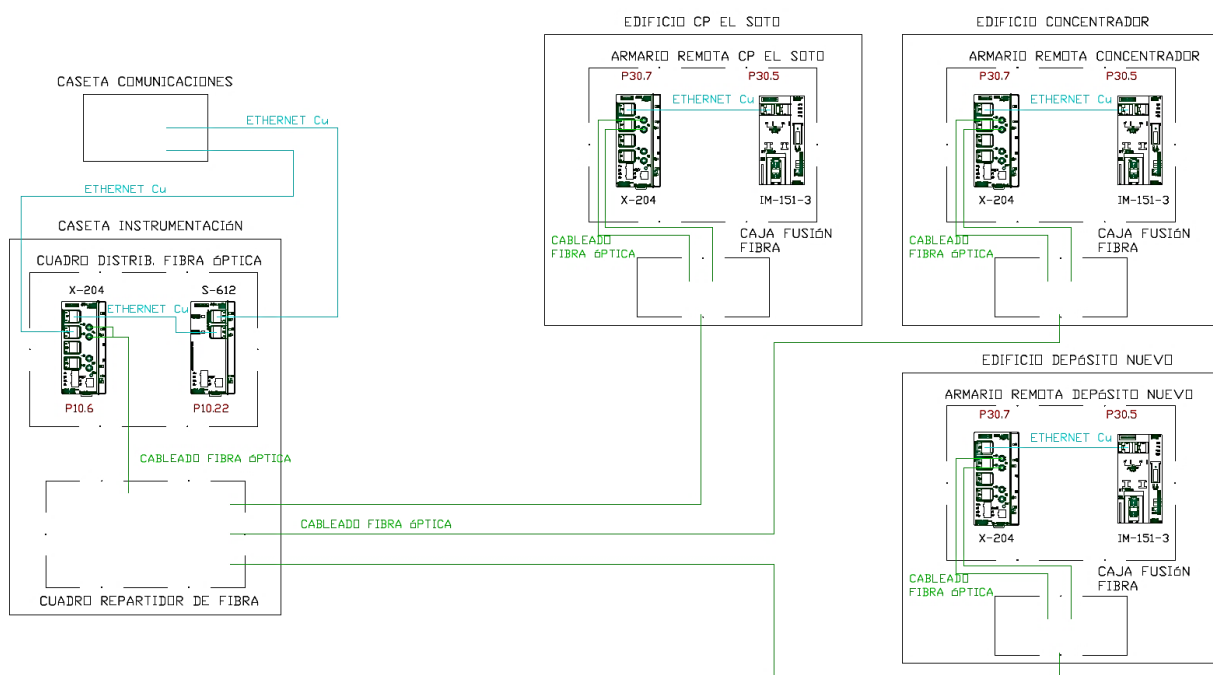 EDIFICIO CP EL SOTO
EDIFICIO CONCENTRADOR
ARMARIO REMOTA CP EL SOTO
ARMARIO REMOTA CONCENTRADOR
P30.7
P30.5
P30.7
P30.5
CASETA COMUNICACIONES
ETHERNET Cu
ETHERNET Cu
ETHERNET Cu
ETHERNET Cu
X-204
IM-151-3
X-204
IM-151-3
CASETA INSTRUMENTACIóN
CAJA FUSIóN
FIBRA
CAJA FUSIóN
FIBRA
CABLEADO
FIBRA óPTICA
CABLEADO
FIBRA óPTICA
CUADRO DISTRIB. FIBRA óPTICA
X-204
S-612
ETHERNET Cu
P10.6
P10.22
EDIFICIO DEPóSITO NUEVO
ARMARIO REMOTA DEPóSITO NUEVO
P30.7
P30.5
ETHERNET Cu
CABLEADO FIBRA óPTICA
CABLEADO FIBRA óPTICA
X-204
IM-151-3
CAJA FUSIóN
FIBRA
CABLEADO
FIBRA óPTICA
CUADRO REPARTIDOR DE FIBRA